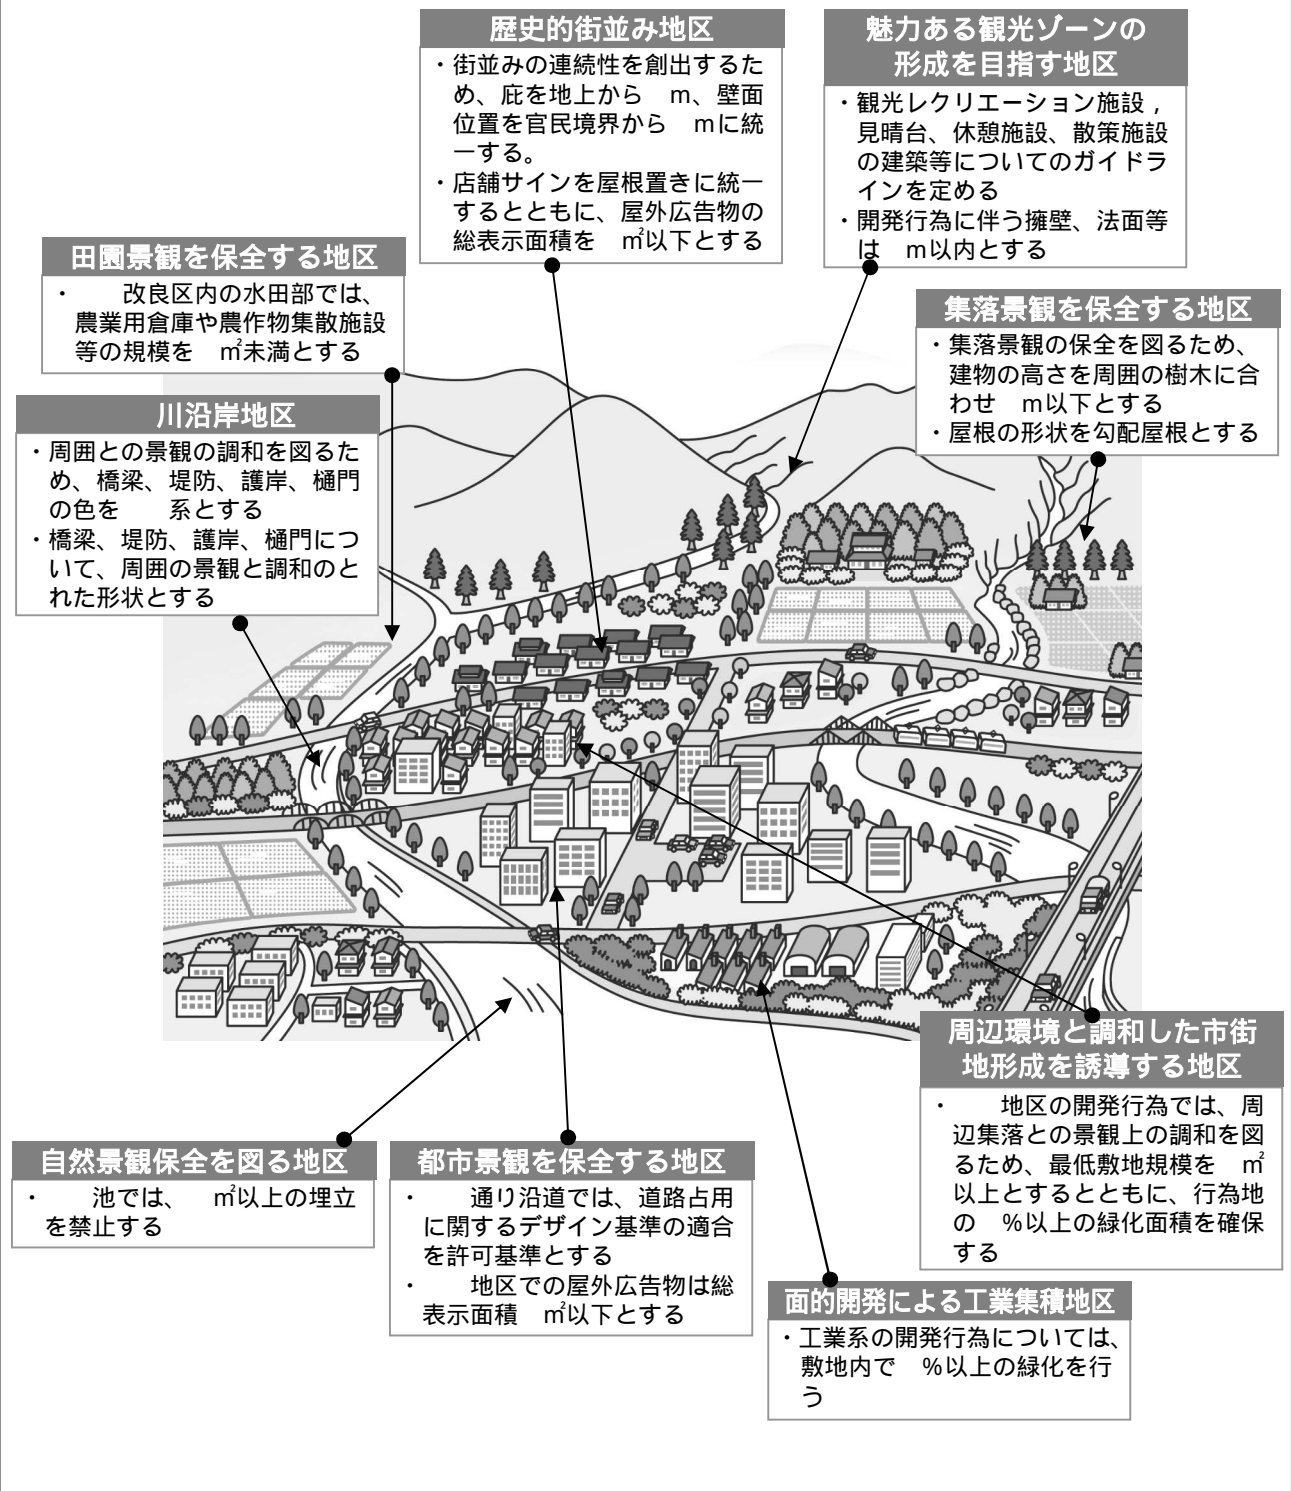 歴史的街並み地区
・街並みの連続性を創出するた
め、庇を地上から　m、壁面
位置を官民境界から　mに統
一する。
・店舗サインを屋根置きに統一
するとともに、屋外広告物の
総表示面積を　㎡以下とする
魅力ある観光ゾーンの
形成を目指す地区
・観光レクリエーション施設，
見晴台、休憩施設、散策施設
の建築等についてのガイドラ
インを定める
・開発行為に伴う擁壁、法面等
は　m以内とする
田園景観を保全する地区
・　　改良区内の水田部では、
農業用倉庫や農作物集散施設
等の規模を　㎡未満とする
集落景観を保全する地区
・集落景観の保全を図るため、
建物の高さを周囲の樹木に合
わせ　m以下とする
・屋根の形状を勾配屋根とする
川沿岸地区
・周囲との景観の調和を図るた
め、橋梁、堤防、護岸、樋門
の色を　　系とする
・橋梁、堤防、護岸、樋門につ
いて、周囲の景観と調和のと
れた形状とする
周辺環境と調和した市街
地形成を誘導する地区
・　　地区の開発行為では、周
辺集落との景観上の調和を図
るため、最低敷地規模を　㎡
以上とするとともに、行為地
の　%以上の緑化面積を確保
する
自然景観保全を図る地区
・　　池では、　㎡以上の埋立
を禁止する
都市景観を保全する地区
・　　通り沿道では、道路占用
に関するデザイン基準の適合
を許可基準とする
・　　地区での屋外広告物は総
表示面積　㎡以下とする
面的開発による工業集積地区
・工業系の開発行為については、
敷地内で　%以上の緑化を行
う